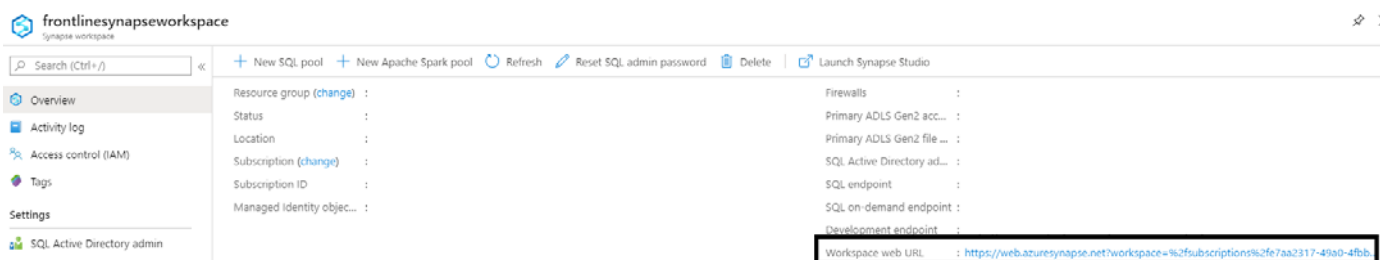 frontlinesynapseworkspace
Synapse workspace
Search (Ctrl+/)
«
New SQL pool
New Apache Spark pool
Refresh
Reset SQL admin password
Delete
Launch Synapse Studio
Overview
Activity log
Access control (IAM)
Tags
Settings
SQL Active Directory admin
Resource group (change) :
Status :
Location :
Subscription (change) :
Subscription ID :
Managed Identity objec... :
Firewalls :
Primary ADLS Gen2 acc... :
Primary ADLS Gen2 file ... :
SQL Active Directory ad... :
SQL endpoint :
SQL on-demand endpoint :
Development endpoint :
Workspace web URL : https://web.azuresynapse.net?workspace=%2fsubscriptions%2fe7aa2317-49a0-4fbb...